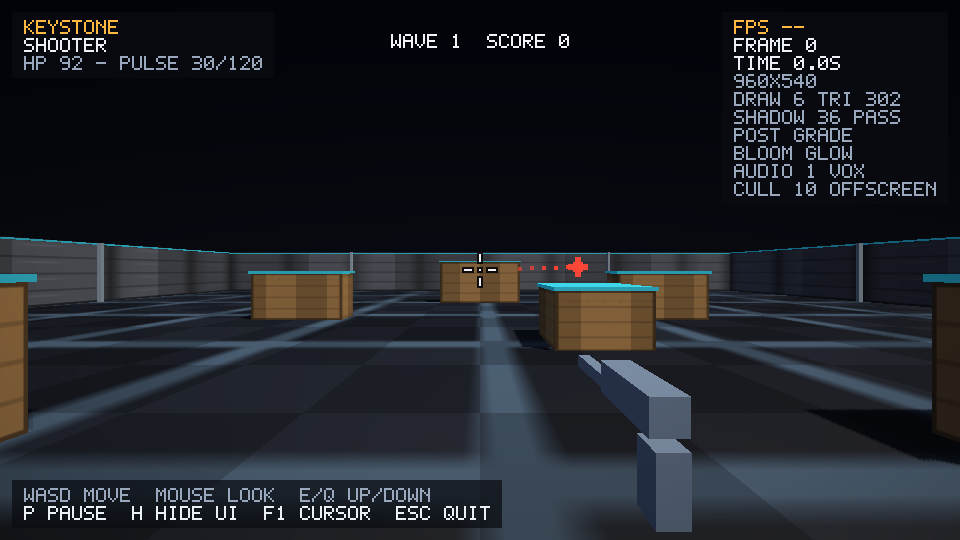 KEYSTONE
SHOOTER
HP 92 - PULSE 30/120
WAVE 1  SCORE 0
FPS --
FRAME 0
TIME 0.0S
960X540
DRAW 6 TRI 302
SHADOW 36 PASS
POST GRADE
BLOOM GLOW
AUDIO 1 VOX
CULL 10 OFFSCREEN
WASD MOVE  MOUSE LOOK  E/Q UP/DOWN
P PAUSE  H HIDE UI  F1 CURSOR  ESC QUIT